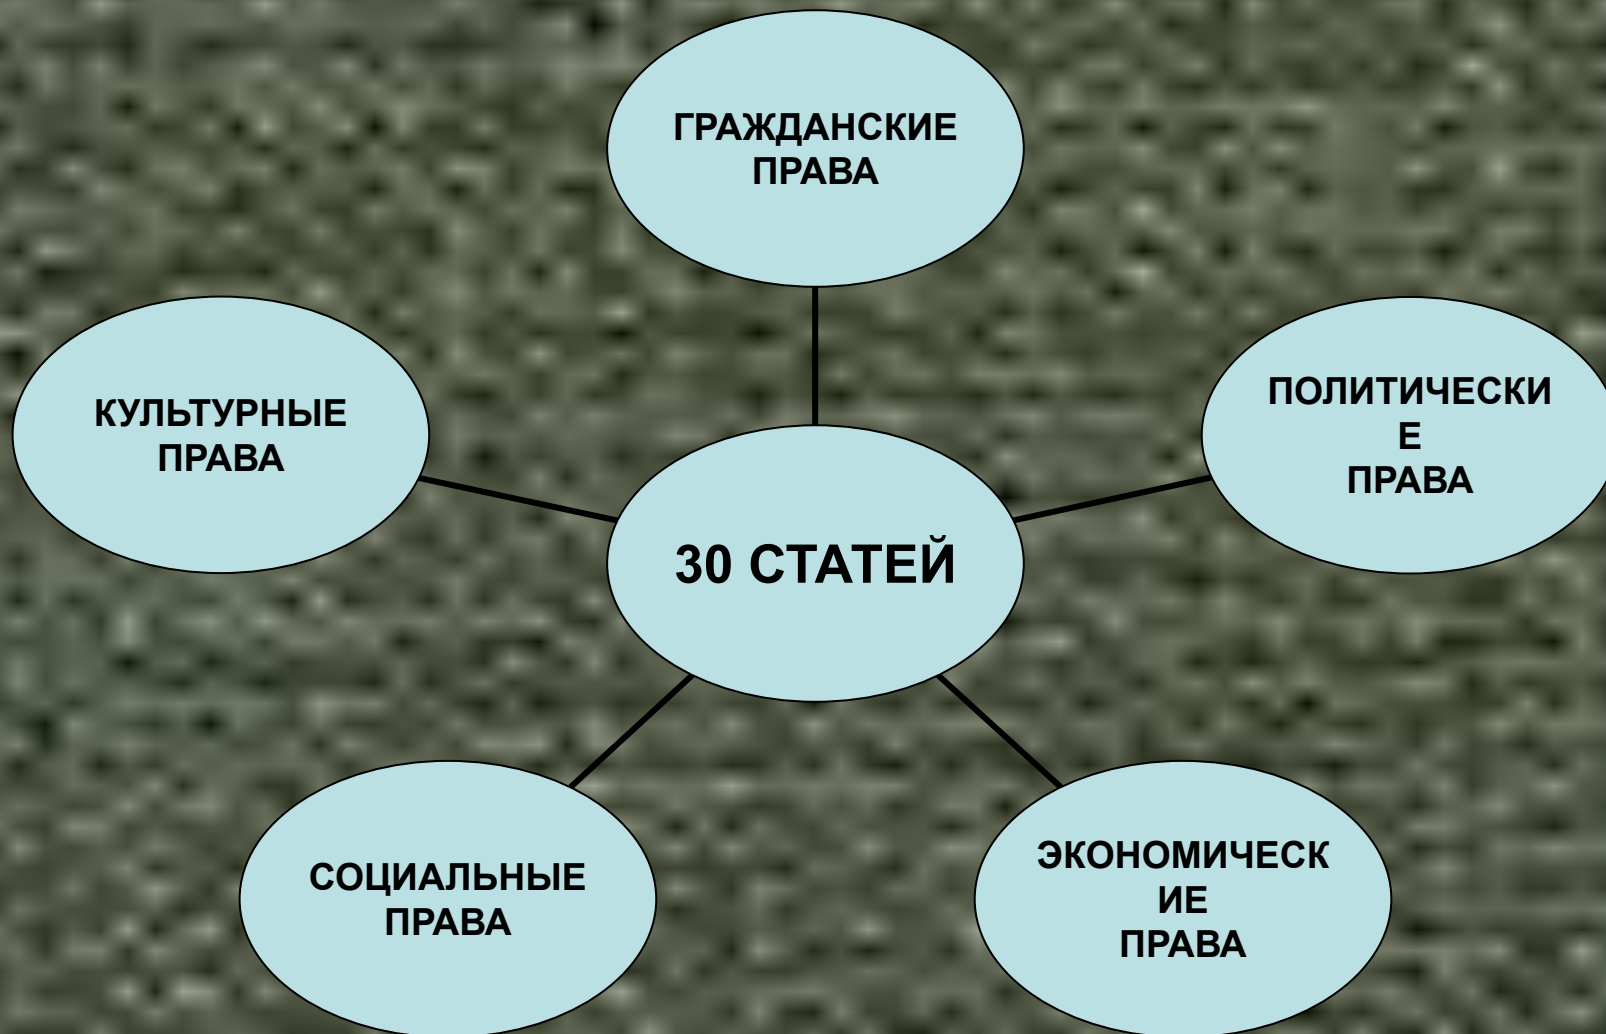 ГРАЖДАНСКИЕ
ПРАВА
КУЛЬТУРНЫЕ
ПРАВА
ПОЛИТИЧЕСКИ
Е
ПРАВА
30 СТАТЕЙ
СОЦИАЛЬНЫЕ
ПРАВА
ЭКОНОМИЧЕСК
ИЕ
ПРАВА